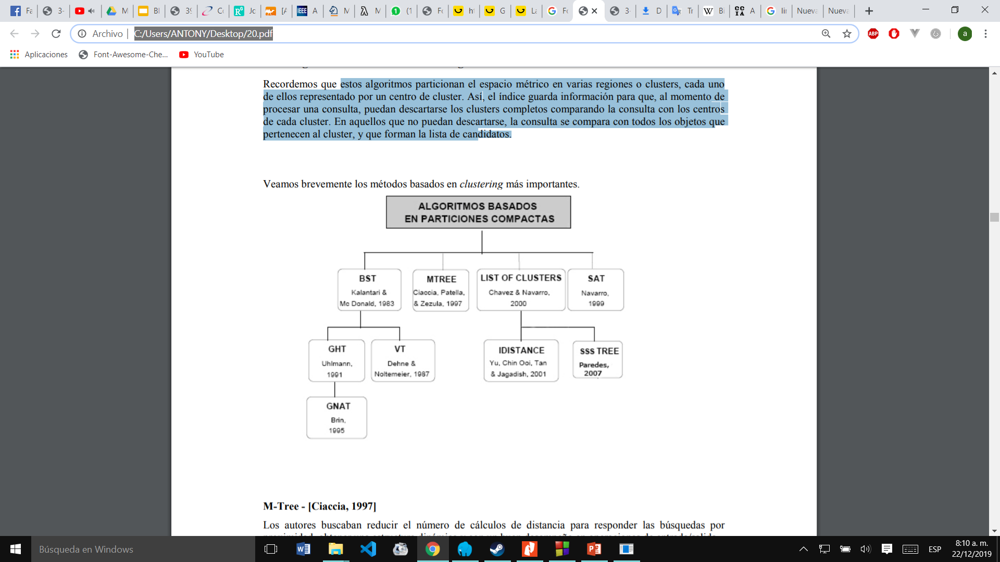 Fa
3-
M
Bl
39
Co
Jo
[A
A
M
M
(1
Fo
ht
G
La
Fo
3-
D
Tr
Bi
A
lir
Nueva
Nueva
Archivo | C:/Users/ANTONY/Desktop/20.pdf
ABP
a
Aplicaciones
Font-Awesome-Che...
YouTube
Recordemos que estos algoritmos particionan el espacio métrico en varias regiones o clusters, cada uno
de ellos representado por un centro de cluster. Así, el índice guarda información para que, al momento de
procesar una consulta, puedan descartarse los clusters completos comparando la consulta con los centros
de cada cluster. En aquellos que no puedan descartarse, la consulta se compara con todos los objetos que
pertenecen al cluster, y que forman la lista de candidatos.
Veamos brevemente los métodos basados en clustering más importantes.
ALGORITMOS BASADOS
EN PARTICIONES COMPACTAS
BST
Kalantari &
Mc Donald, 1983
MTREE
Ciaccia, Patella,
& Zezula, 1997
LIST OF CLUSTERS
Chavez & Navarro,
2000
SAT
Navarro,
1999
GHT
Uhlmann,
1991
VT
Dehne &
Noltemeier, 1987
IDISTANCE
Yu, Chin Ooi, Tan
& Jagadish, 2001
SSS TREE
Paredes,
2007
GNAT
Brin,
1995
M-Tree - [Ciaccia, 1997]
Los autores buscaban reducir el número de cálculos de distancia para responder las búsquedas por
Búsqueda en Windows
ESP
8:10 a. m.
22/12/2019